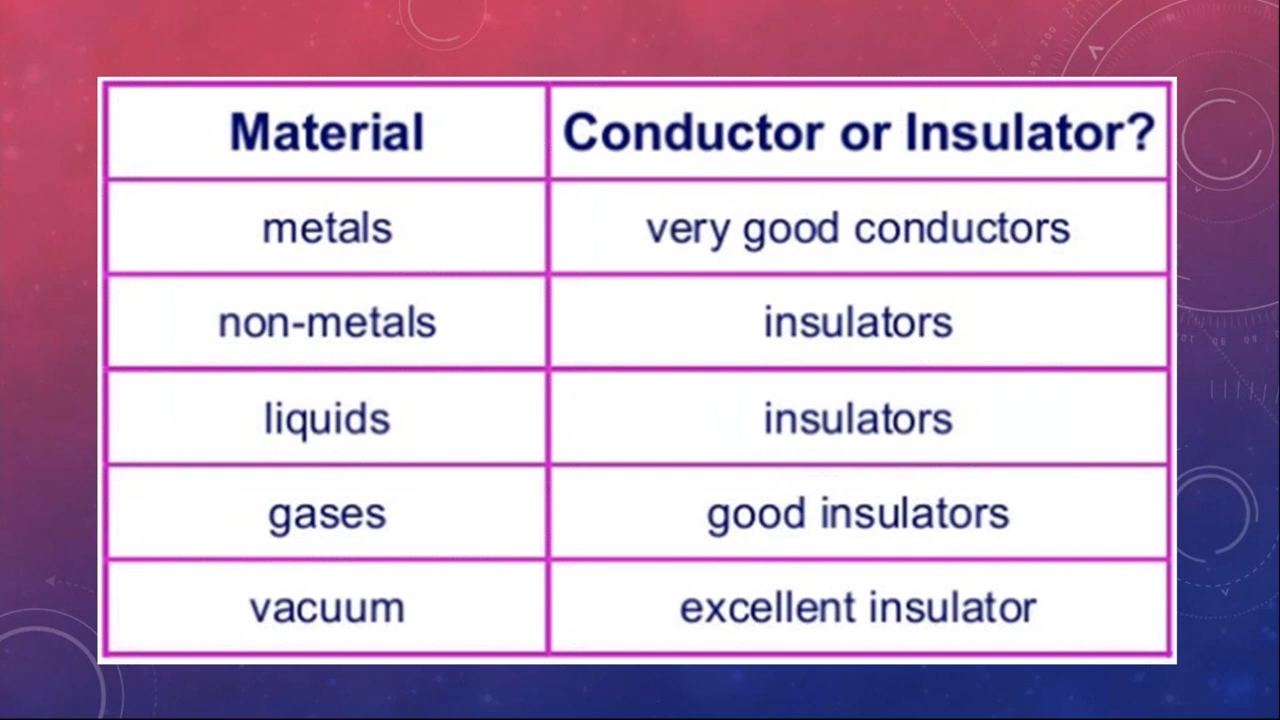 Material Conductor or Insulator?
metals very good conductors
non-metals insulators
liquids insulators
gases good insulators
vacuum excellent insulator